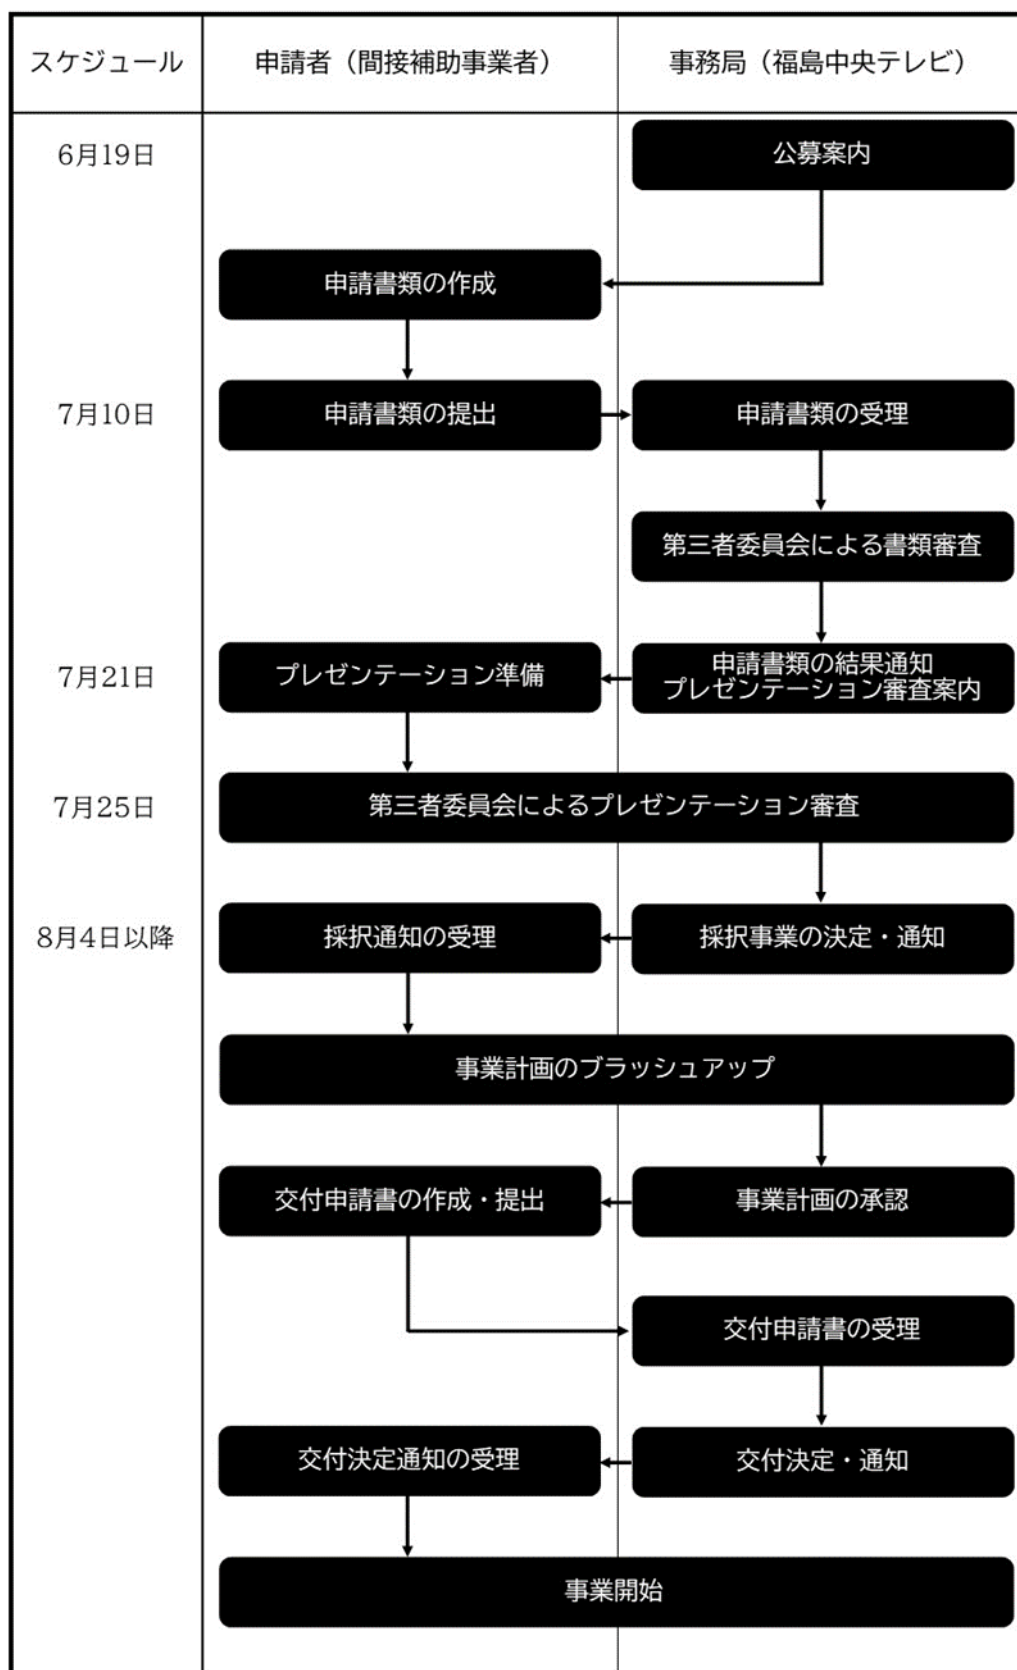 スケジュール
申請者（間接補助事業者）
事務局（福島中央テレビ）
6月19日
公募案内
申請書類の作成
7月10日
申請書類の提出
申請書類の受理
第三者委員会による書類審査
7月21日
プレゼンテーション準備
申請書類の結果通知
プレゼンテーション審査案内
7月25日
第三者委員会によるプレゼンテーション審査
8月4日以降
採択通知の受理
採択事業の決定・通知
事業計画のブラッシュアップ
交付申請書の作成・提出
事業計画の承認
交付申請書の受理
交付決定通知の受理
交付決定・通知
事業開始